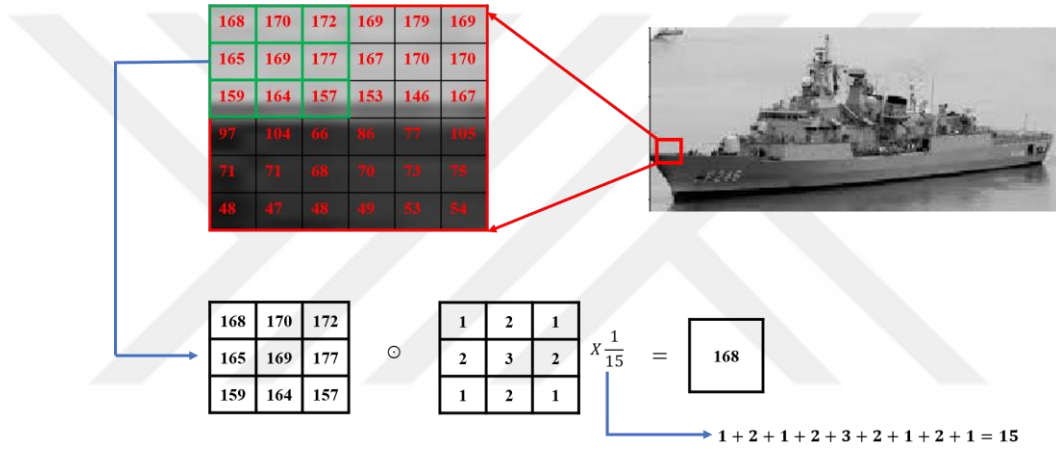 168 170 172 169 179 169
165 169 177 167 170 170
159 164 157 153 146 167
97 104 66 86 77 105
71 71 68 70 73 75
48 47 48 49 53 54
F 246
168 170 172
165 169 177
159 164 157
⊙
1 2 1
2 3 2
1 2 1
X 1/15 = 168
1 + 2 + 1 + 2 + 3 + 2 + 1 + 2 + 1 = 15